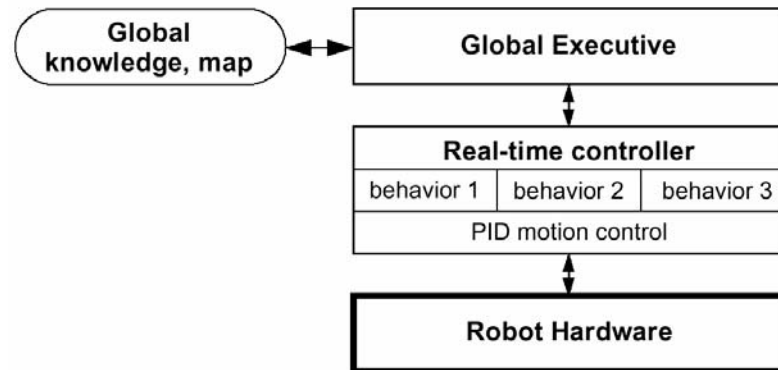 Global
knowledge, map
Global Executive
Real-time controller
behavior 1
behavior 2
behavior 3
PID motion control
Robot Hardware